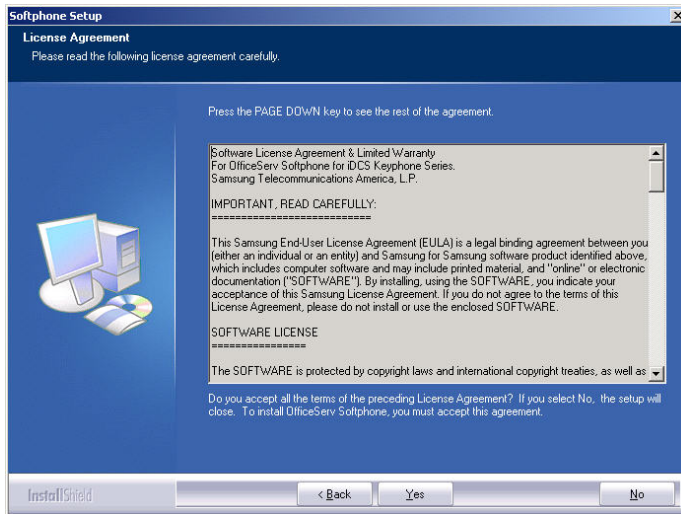 Softphone Setup
License Agreement
Please read the following license agreement carefully.
Press the PAGE DOWN key to see the rest of the agreement.
Software License Agreement & Limited Warranty
For OfficeServ Softphone for iDCS Keyphone Series.
Samsung Telecommunications America, L.P.
IMPORTANT, READ CAREFULLY:
===========================
This Samsung End-User License Agreement (EULA) is a legal binding agreement between you
(either an individual or an entity) and Samsung for Samsung software product identified above,
which includes computer software and may include printed material, and "online" or electronic
documentation ("SOFTWARE"). By installing, using the SOFTWARE, you indicate your
acceptance of this Samsung License Agreement. If you do not agree to the terms of this
License Agreement, please do not install or use the enclosed SOFTWARE.
SOFTWARE LICENSE
================
The SOFTWARE is protected by copyright laws and international copyright treaties, as well as
Do you accept all the terms of the preceding License Agreement? If you select No, the setup will
close. To install OfficeServ Softphone, you must accept this agreement.
InstallShield
< Back
Yes
No